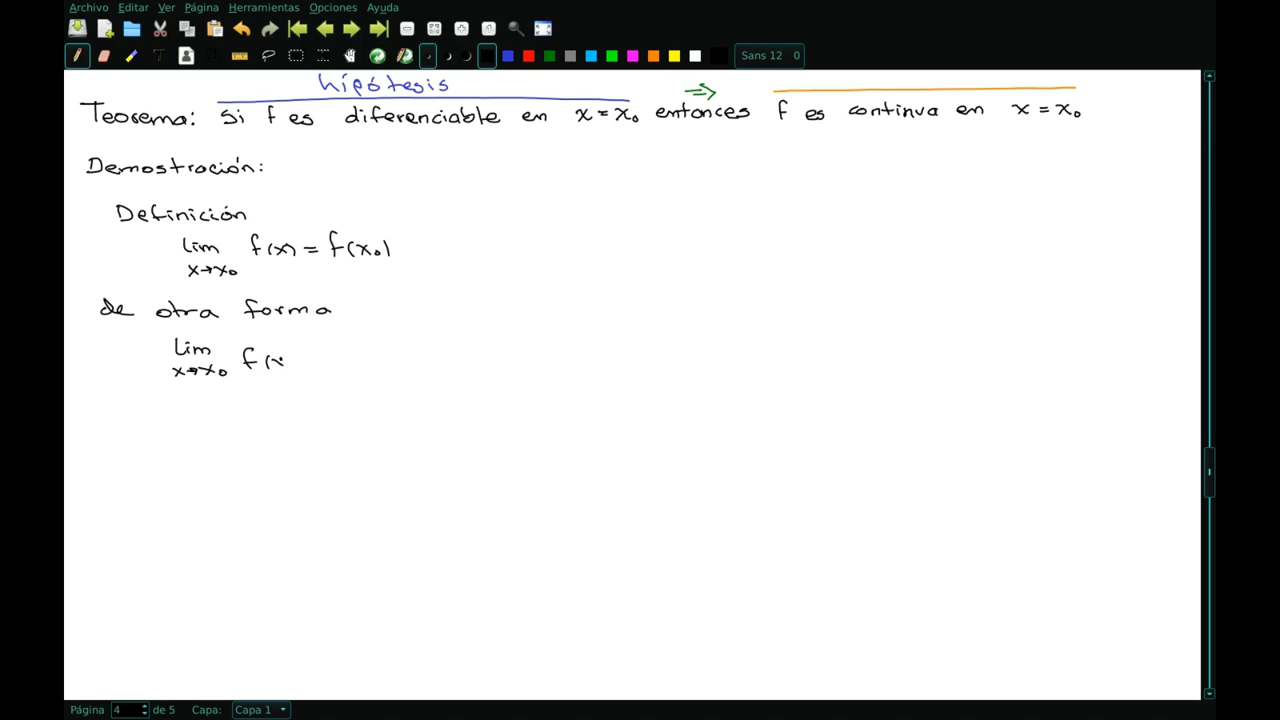 Archivo Editar Ver Página Herramientas Opciones Ayuda
Sans 12 0
hipótesis
⇒
Teorema: Si f es diferenciable en x = x₀ entonces f es continua en x = x₀
Demostración:
Definición
lim f(x) = f(x₀)
x→x₀
de otra forma
lim f(x
x→x₀
Página 4 de 5 Capa: Capa 1